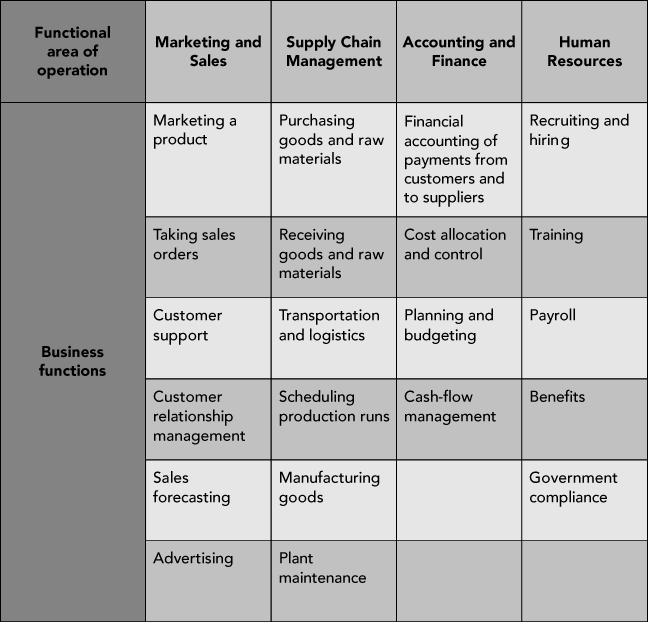 Functional
area of
operation
Marketing and
Sales
Supply Chain
Management
Accounting and
Finance
Human
Resources
Business
functions
Marketing a
product
Purchasing
goods and raw
materials
Financial
accounting of
payments from
customers and
to suppliers
Recruiting and
hiring
Taking sales
orders
Receiving
goods and raw
materials
Cost allocation
and control
Training
Customer
support
Transportation
and logistics
Planning and
budgeting
Payroll
Customer
relationship
management
Scheduling
production runs
Cash-flow
management
Benefits
Sales
forecasting
Manufacturing
goods
Government
compliance
Advertising
Plant
maintenance